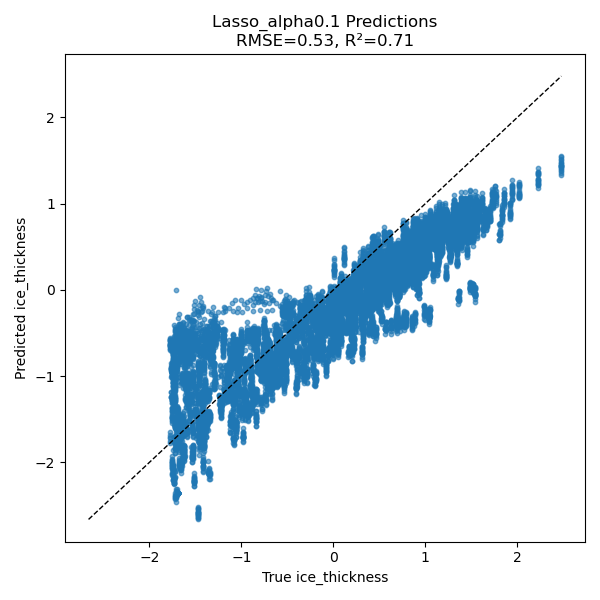 Lasso_alpha0.1 Predictions
RMSE=0.53, R²=0.71
Predicted ice_thickness
2
1
0
−1
−2
−2
−1
0
1
2
True ice_thickness